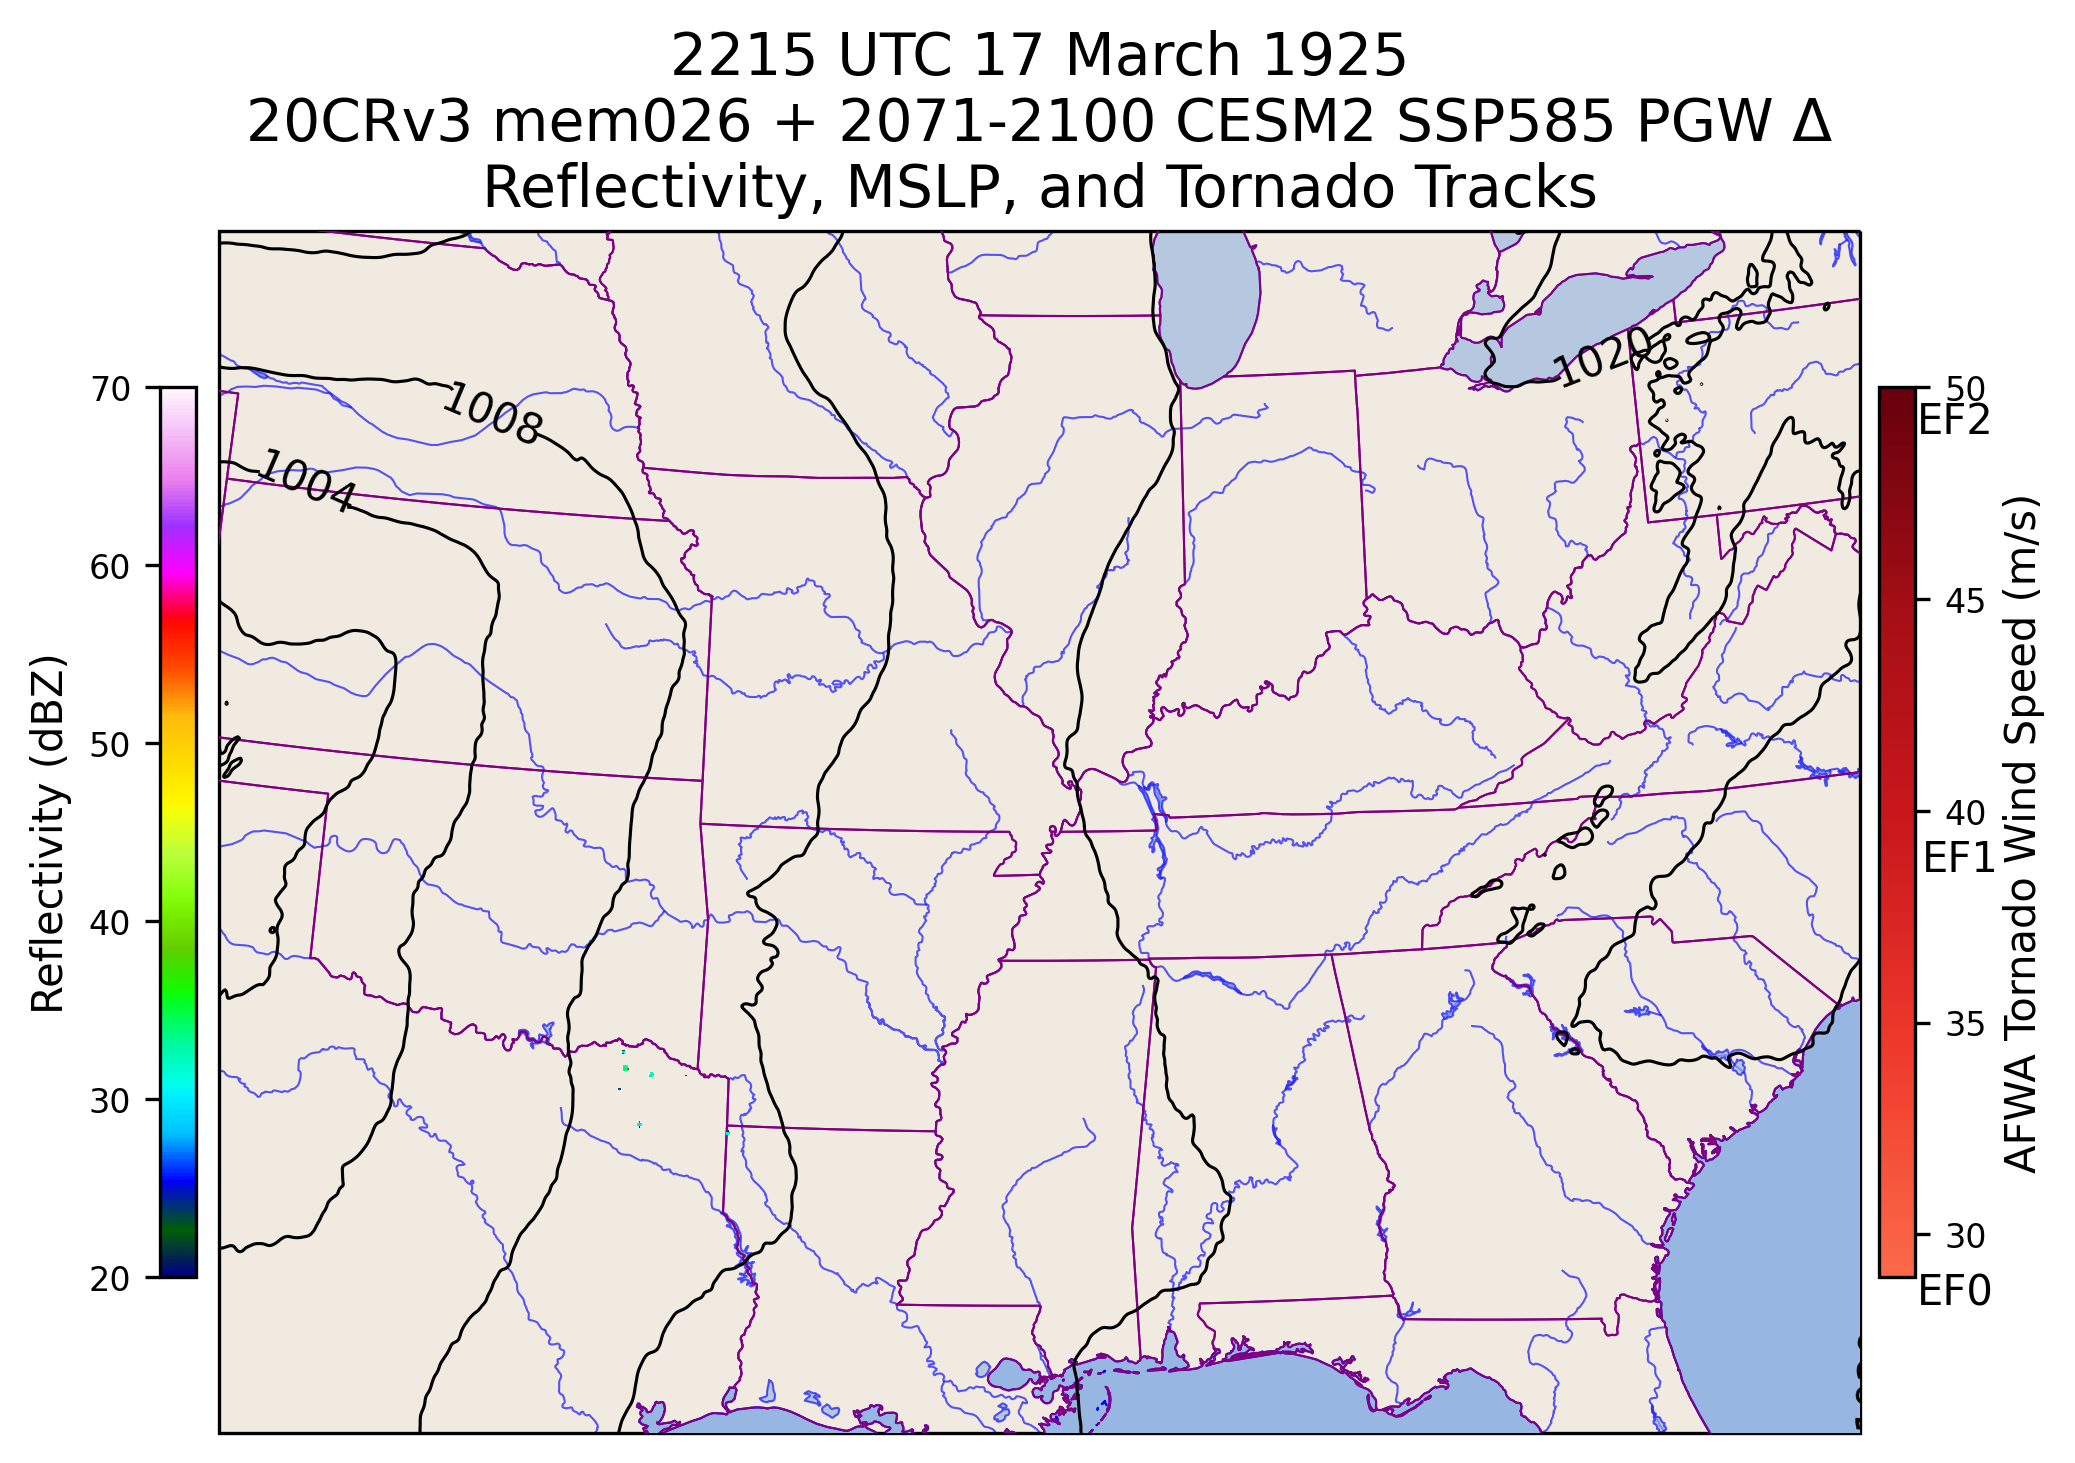 2215 UTC 17 March 1925
20CRv3 mem026 + 2071-2100 CESM2 SSP585 PGW Δ
Reflectivity, MSLP, and Tornado Tracks
Reflectivity (dBZ)
70
60
50
40
30
20
1008
1004
1020
50
EF2
45
40
EF1
35
30
EF0
AFWA Tornado Wind Speed (m/s)